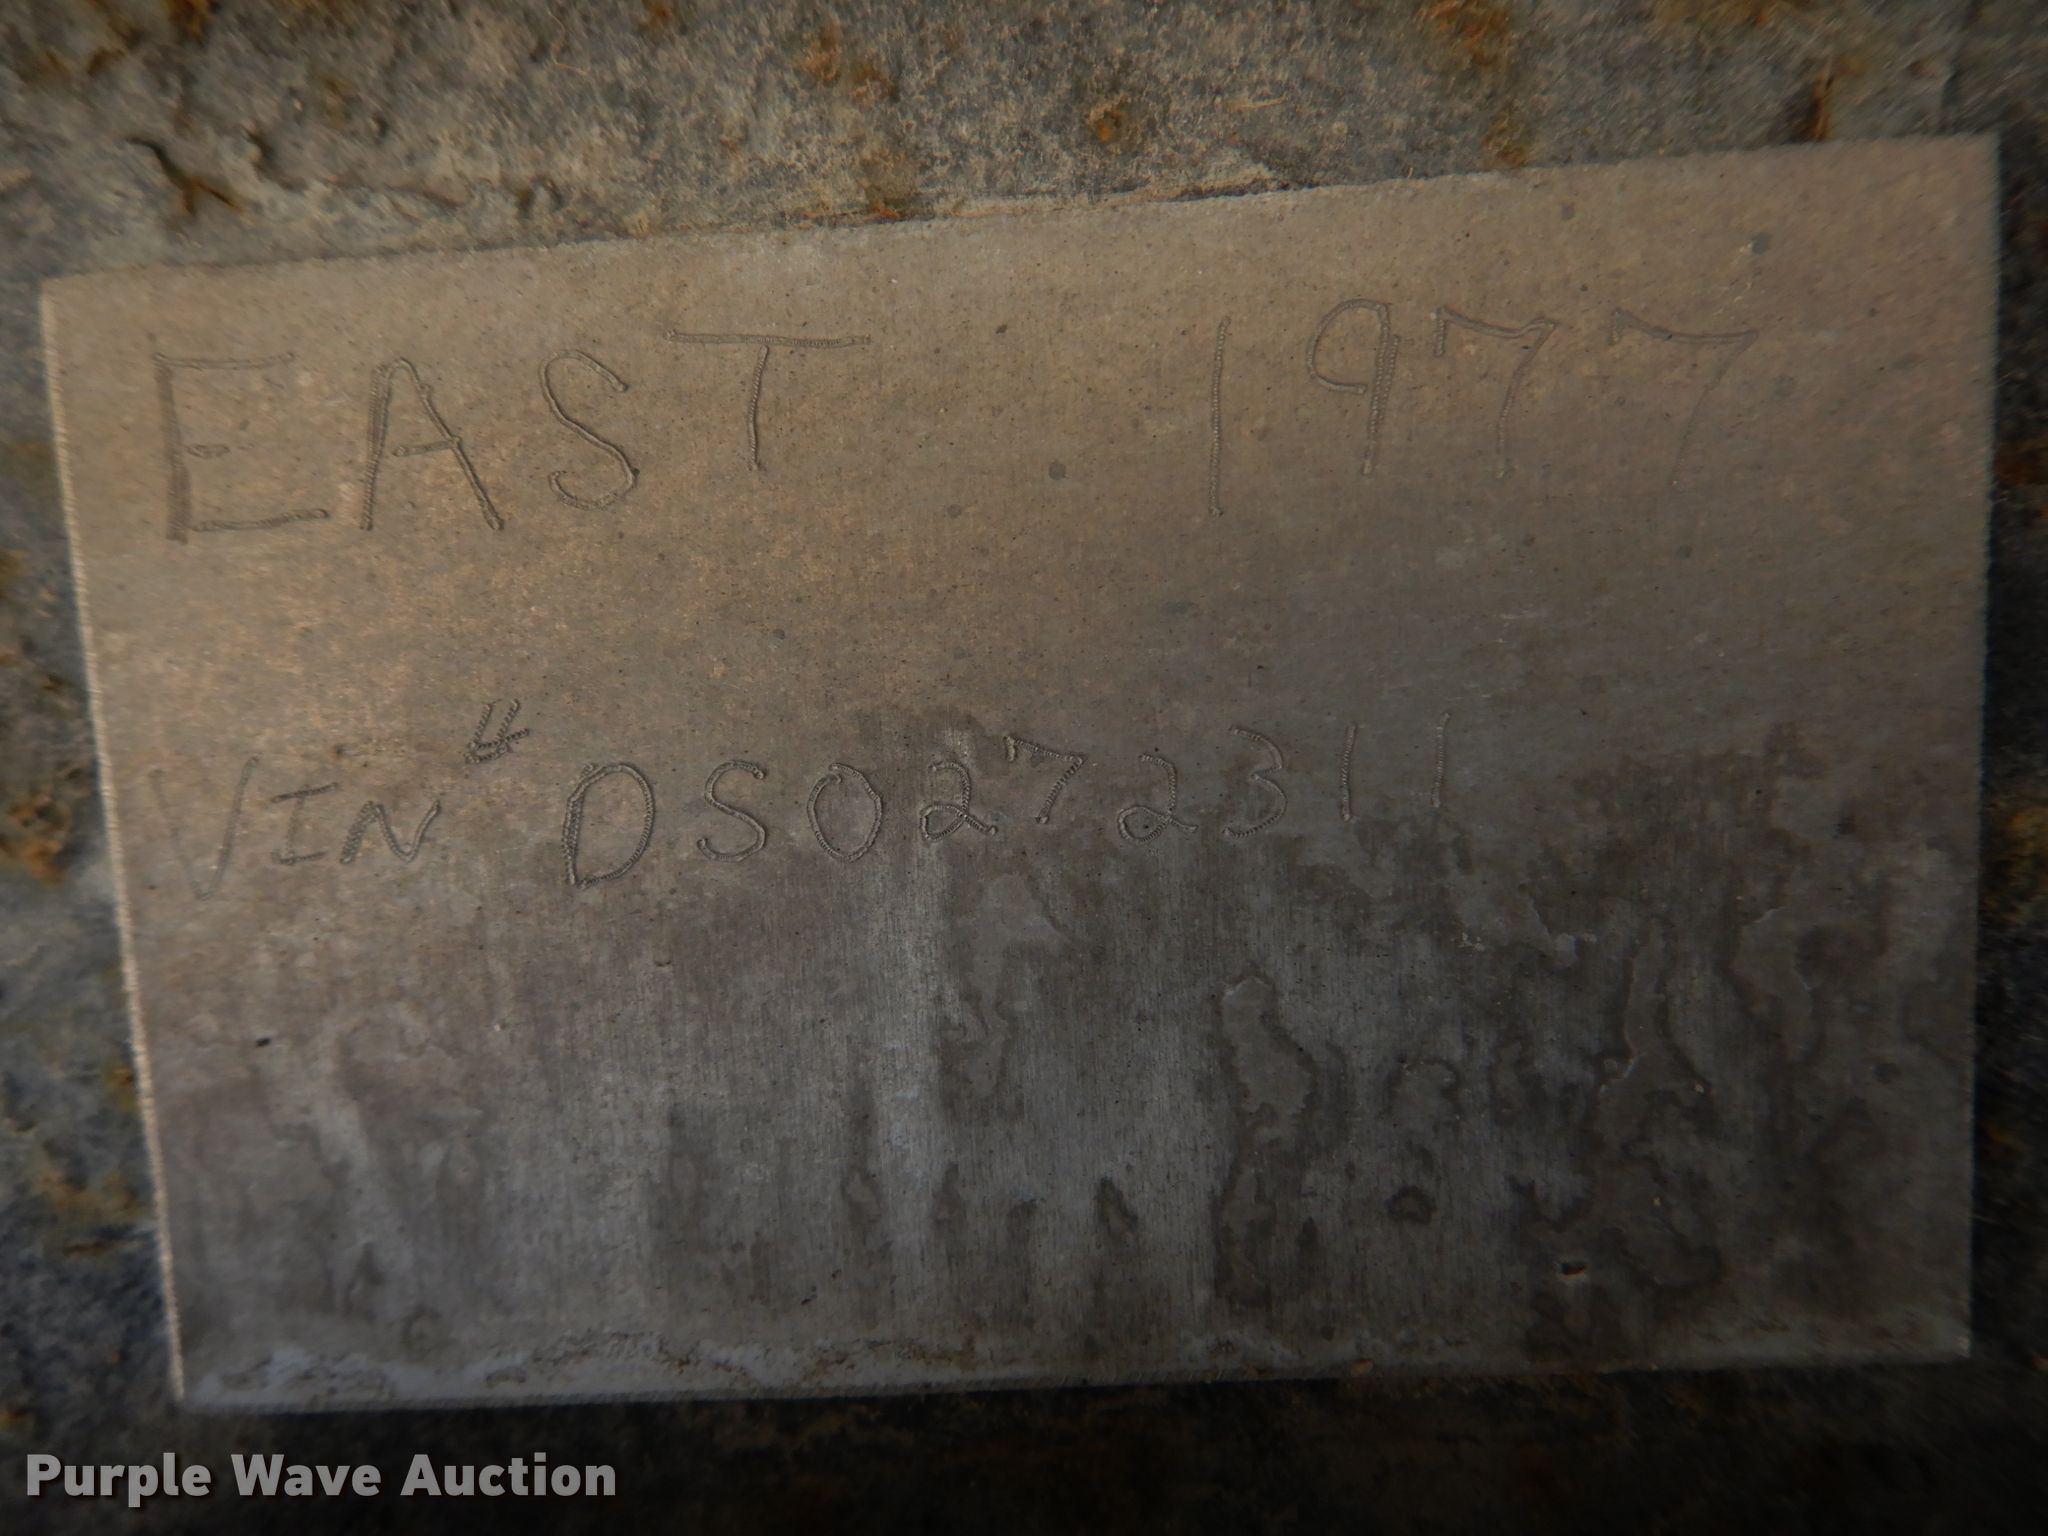 EAST 1977
VIN# DS0272311
Purple Wave Auction